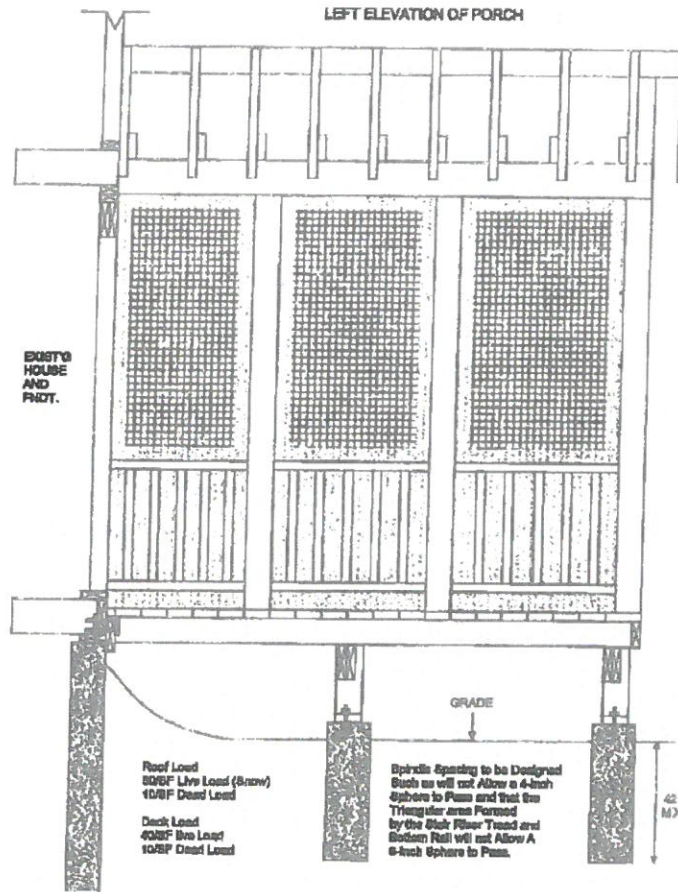 LEFT ELEVATION OF PORCH
EXIST'G
HOUSE
AND
FNDT.
GRADE
Roof Load
/SF Live Load (Snow)
10/SF Dead Load
Deck Load
40/SF live Load
10/SF Dead Load
Spindle Spacing to be Designed
Such as will not Allow a 4-inch
Sphere to Pass and that the
Triangular area Formed
by the Stair Riser Tread and
Bottom Rail will not Allow A
6-inch Sphere to Pass.
42